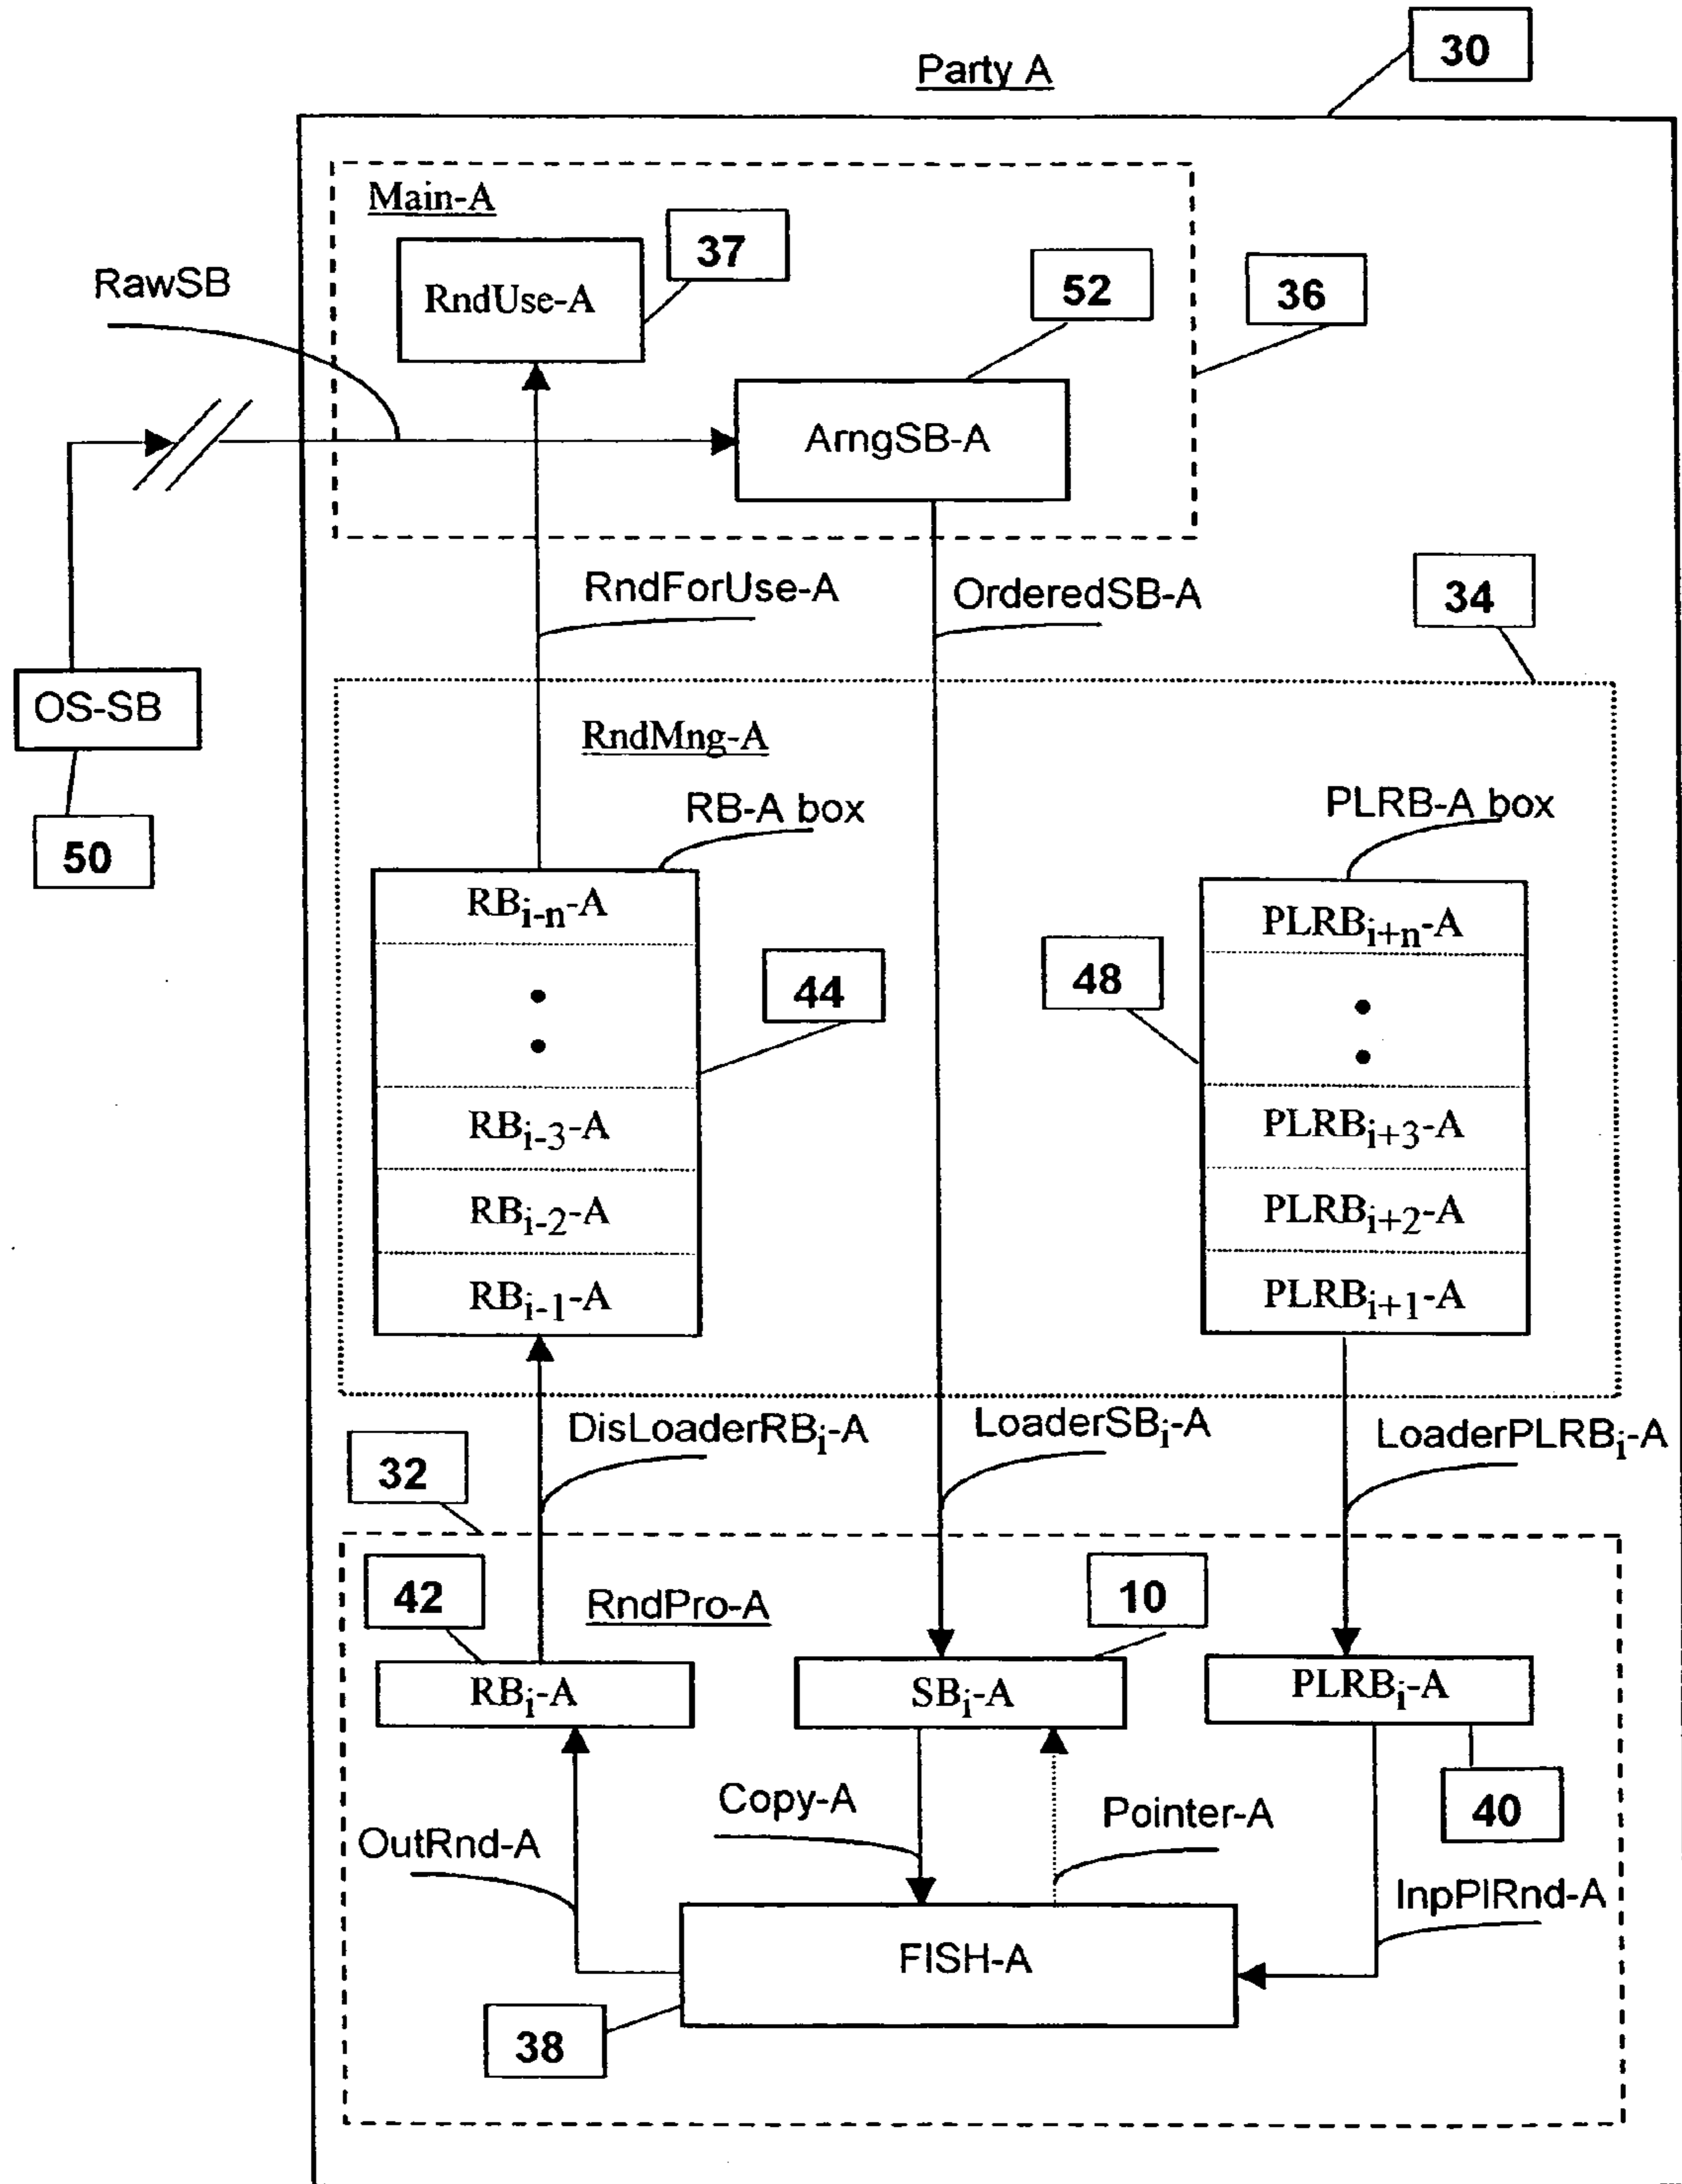 30
Party A
Main-A
37
RndUse-A
52
36
RawSB
ArngSB-A
RndForUse-A
OrderedSB-A
34
OS-SB
50
RndMng-A
RB-A box
PLRB-A box
RBi-n-A
PLRBi+n-A
44
48
RBi-3-A
PLRBi+3-A
RBi-2-A
PLRBi+2-A
RBi-1-A
PLRBi+1-A
DisLoaderRBi-A
LoaderSBi-A
LoaderPLRBi-A
32
42
RndPro-A
10
RBi-A
SBi-A
PLRBi-A
Copy-A
Pointer-A
40
OutRnd-A
InpPlRnd-A
FISH-A
38